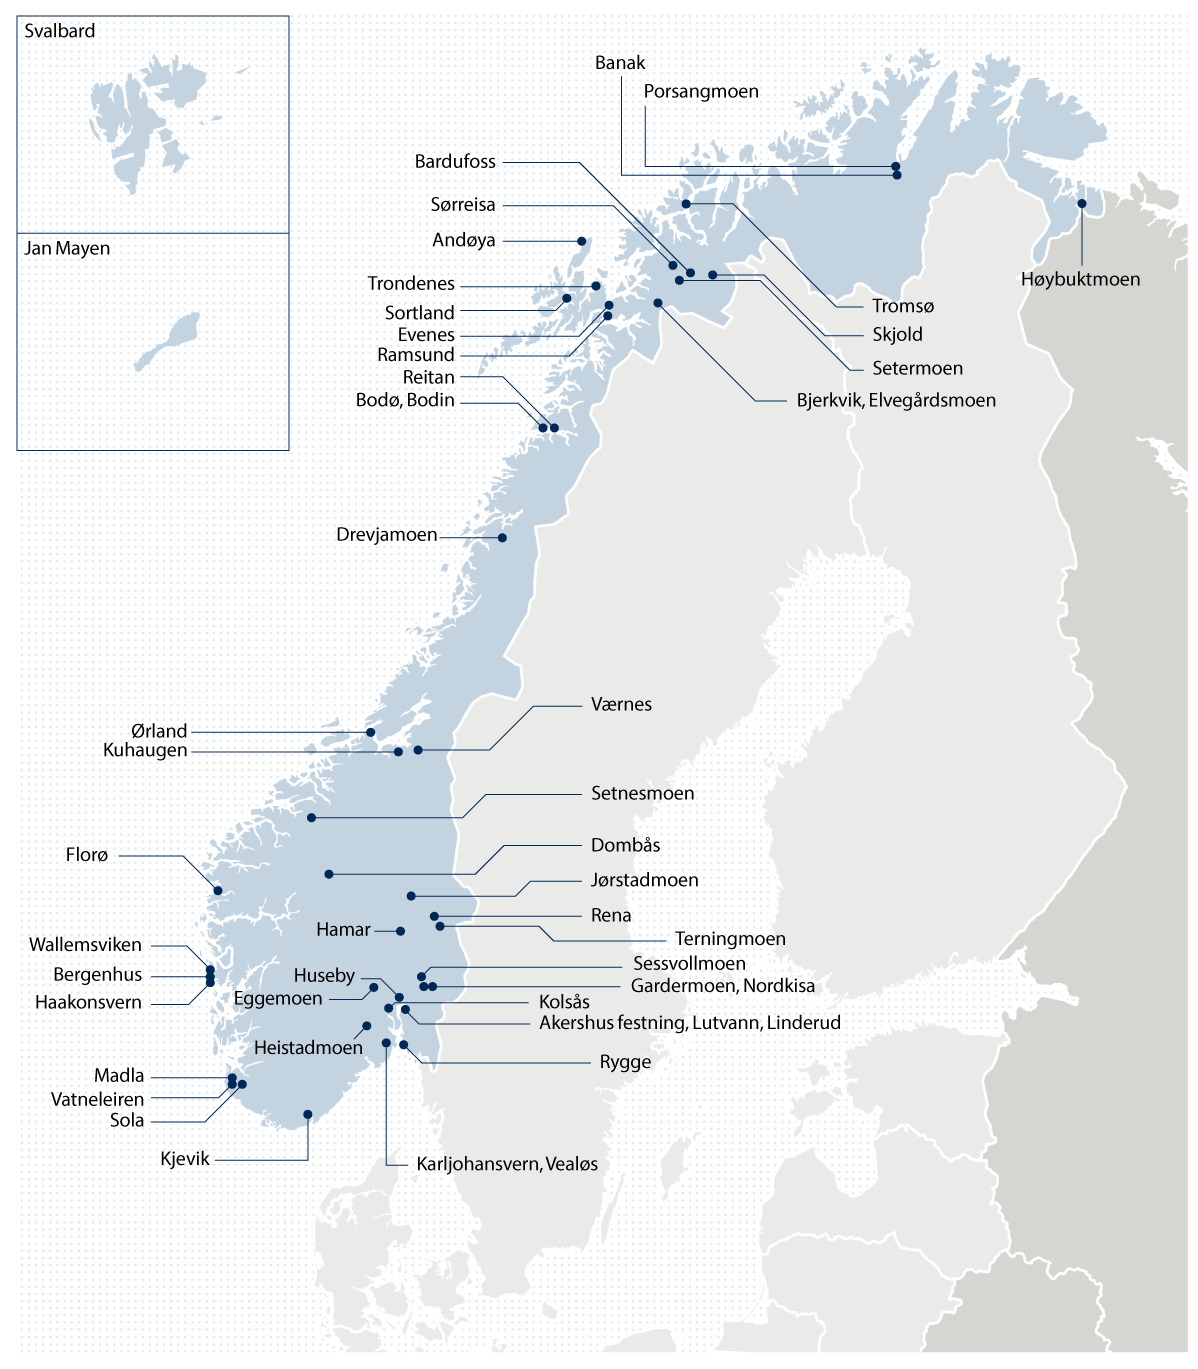 Svalbard
Jan Mayen
Banak
Porsangmoen
Bardufoss
Sørreisa
Andøya
Trondenes
Sortland
Evenes
Ramsund
Reitan
Bodø, Bodin
Høybuktmoen
Tromsø
Skjold
Setermoen
Bjerkvik, Elvegårdsmoen
Drevjamoen
Værnes
Ørland
Kuhaugen
Setnesmoen
Dombås
Florø
Jørstadmoen
Rena
Hamar
Terningmoen
Wallemsviken
Bergenhus
Haakonsvern
Sessvollmoen
Huseby
Gardermoen, Nordkisa
Eggemoen
Kolsås
Akershus festning, Lutvann, Linderud
Heistadmoen
Rygge
Madla
Vatneleiren
Sola
Kjevik
Karljohansvern, Vealøs